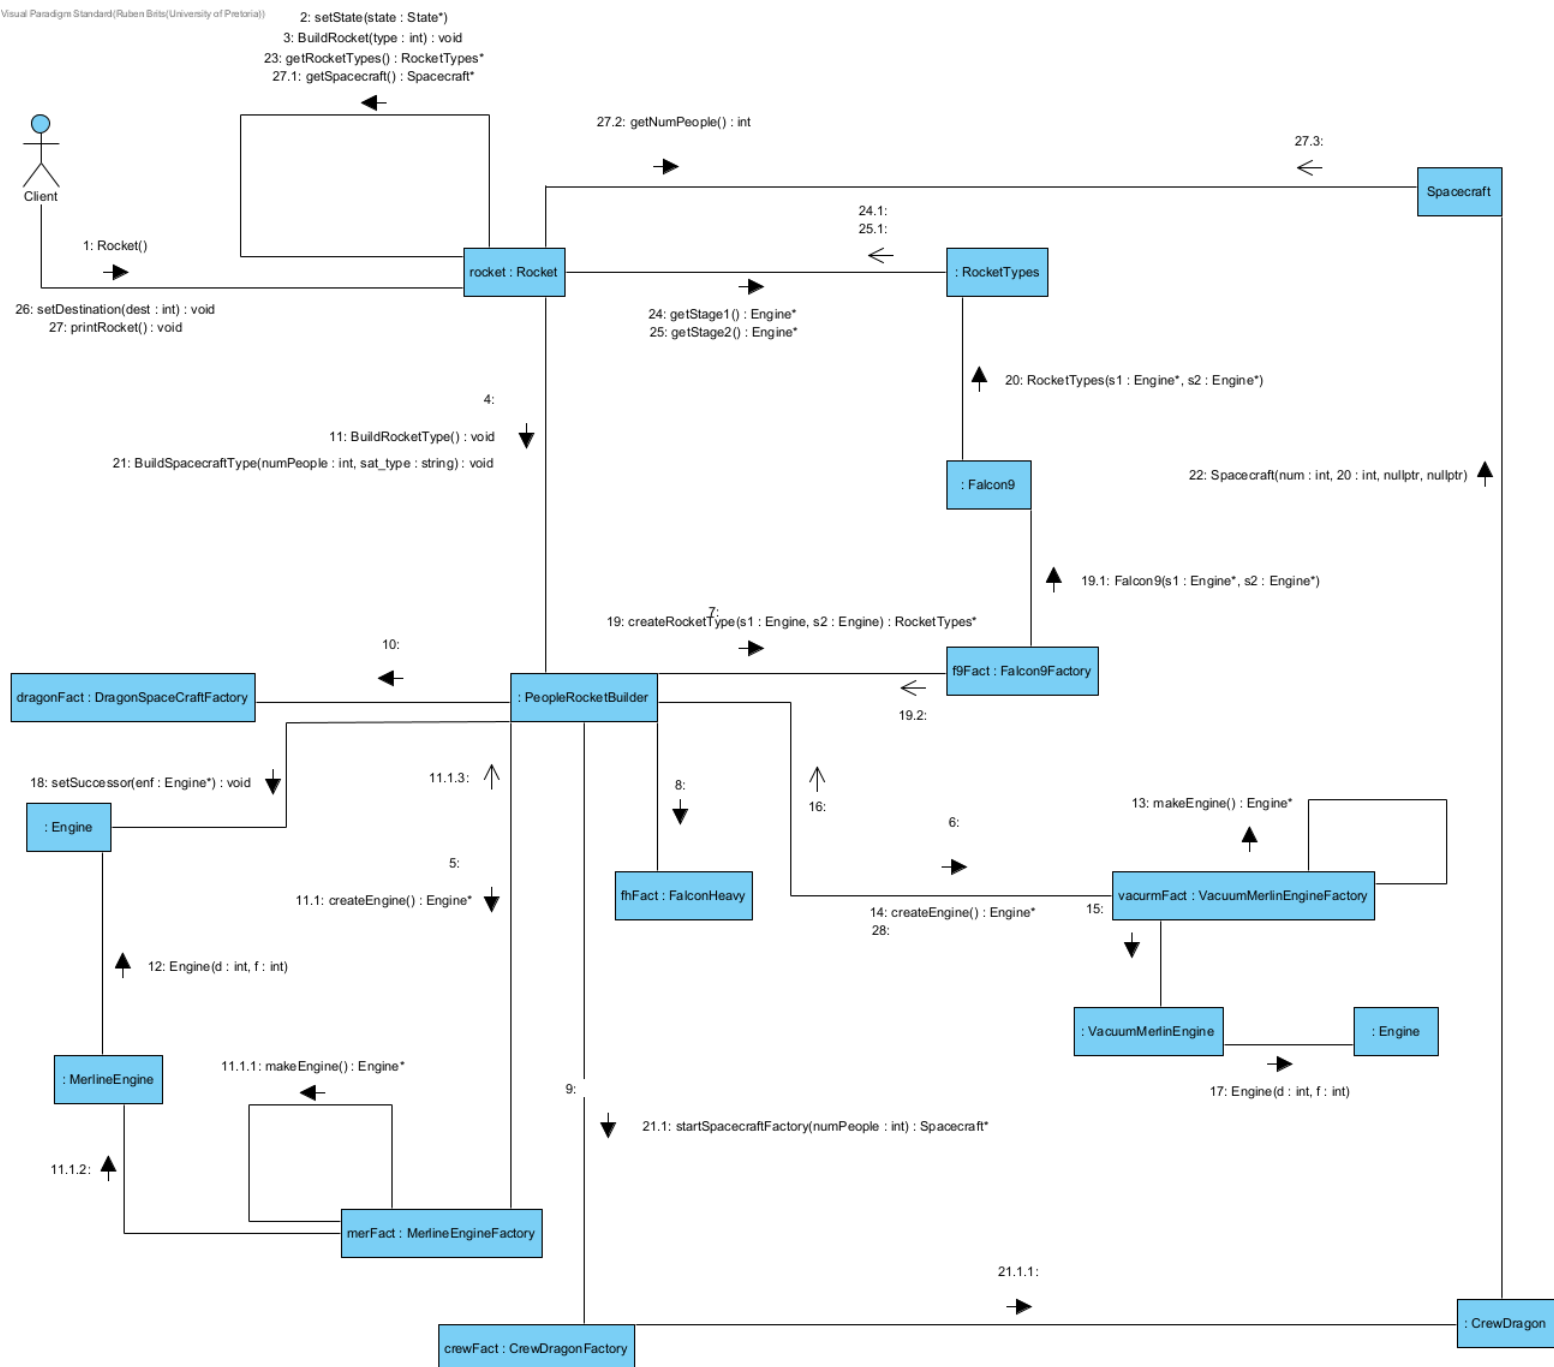 Visual Paradigm Standard(Ruben Brits(University of Pretoria))
2: setState(state : State*)
3: BuildRocket(type : int) : void
23: getRocketTypes() : RocketTypes*
27.1: getSpacecraft() : Spacecraft*
27.2: getNumPeople() : int
27.3:
Client
Spacecraft
24.1:
25.1:
1: Rocket()
rocket : Rocket
: RocketTypes
26: setDestination(dest : int) : void
27: printRocket() : void
24: getStage1() : Engine*
25: getStage2() : Engine*
20: RocketTypes(s1 : Engine*, s2 : Engine*)
4:
11: BuildRocketType() : void
21: BuildSpacecraftType(numPeople : int, sat_type : string) : void
22: Spacecraft(num : int, 20 : int, nullptr, nullptr)
: Falcon9
19.1: Falcon9(s1 : Engine*, s2 : Engine*)
7:
19: createRocketType(s1 : Engine, s2 : Engine) : RocketTypes*
10:
f9Fact : Falcon9Factory
dragonFact : DragonSpaceCraftFactory
: PeopleRocketBuilder
19.2:
18: setSuccessor(enf : Engine*) : void
11.1.3:
8:
16:
13: makeEngine() : Engine*
: Engine
6:
5:
11.1: createEngine() : Engine*
fhFact : FalconHeavy
vacurmFact : VacuumMerlinEngineFactory
14: createEngine() : Engine*
15:
28:
12: Engine(d : int, f : int)
: VacuumMerlinEngine
: Engine
11.1.1: makeEngine() : Engine*
: MerlineEngine
9:
17: Engine(d : int, f : int)
21.1: startSpacecraftFactory(numPeople : int) : Spacecraft*
11.1.2:
merFact : MerlineEngineFactory
21.1.1:
: CrewDragon
crewFact : CrewDragonFactory